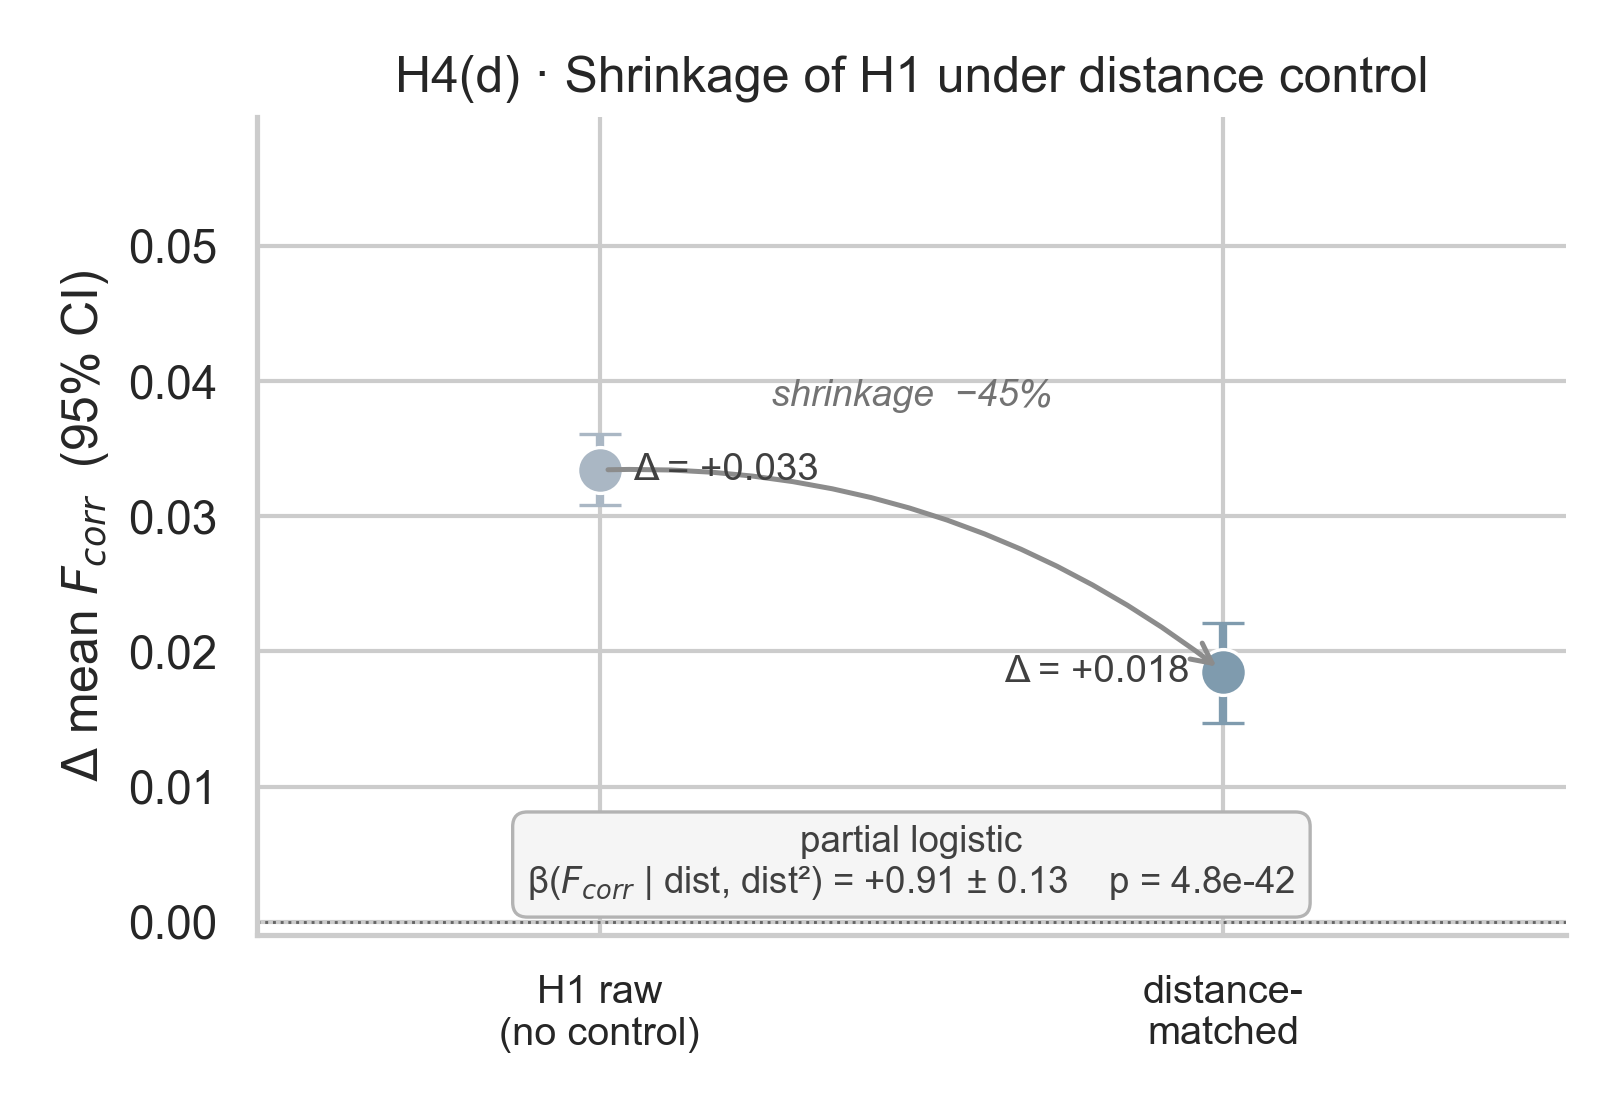 H4(d) · Shrinkage of H1 under distance control
Δ mean F_corr (95% CI)
0.05
0.04
0.03
0.02
0.01
0.00
shrinkage −45%
Δ = +0.033
Δ = +0.018
partial logistic
β(F_corr | dist, dist²) = +0.91 ± 0.13 p = 4.8e-42
H1 raw
(no control)
distance-
matched